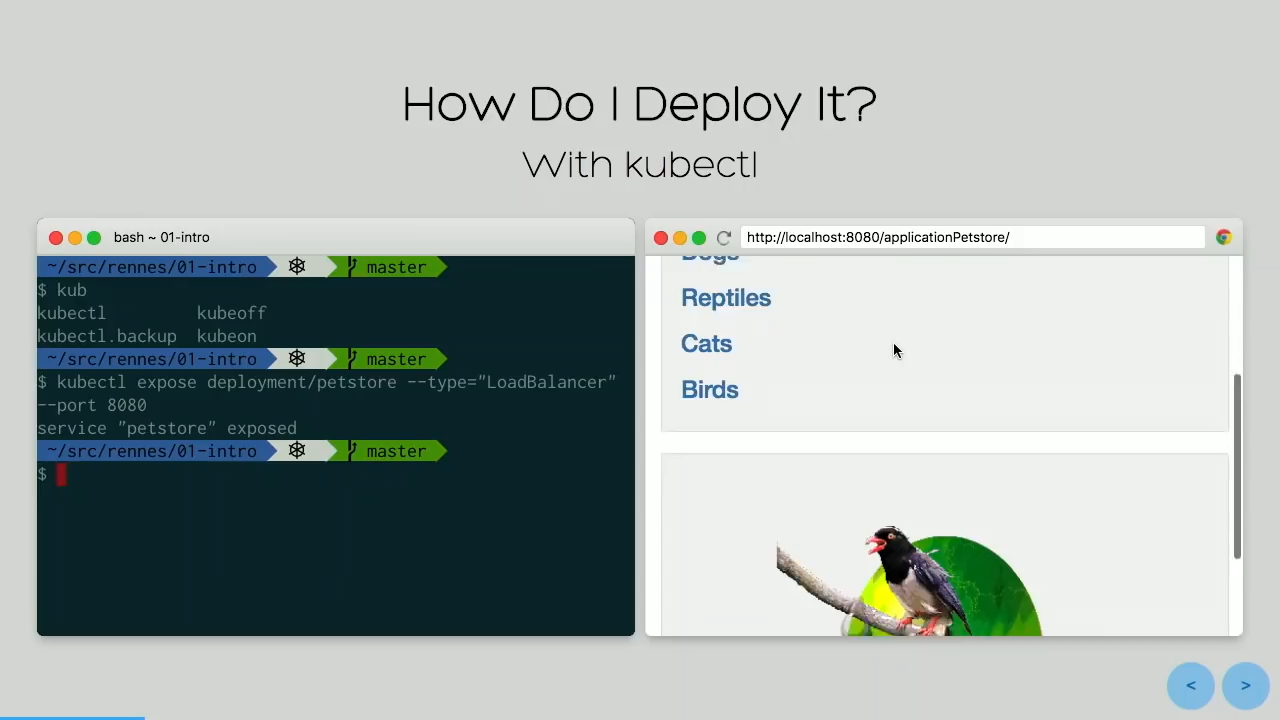 How Do I Deploy It?
With kubectl
bash ~ 01-intro
~/src/rennes/01-intro master
$ kub
kubectl kubeoff
kubectl.backup kubeon
~/src/rennes/01-intro master
$ kubectl expose deployment/petstore --type="LoadBalancer"
--port 8080
service "petstore" exposed
~/src/rennes/01-intro master
$
http://localhost:8080/applicationPetstore/
Dogs
Reptiles
Cats
Birds
< >